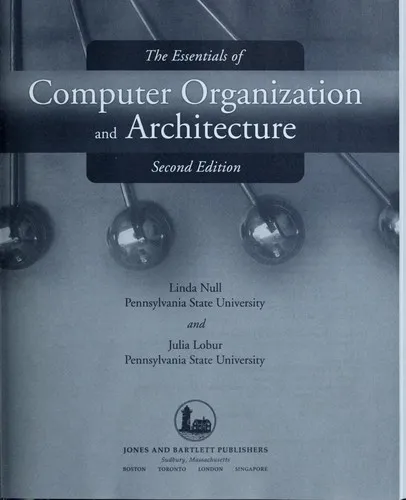 The Essentials of
Computer Organization
and Architecture
Second Edition
Linda Null
Pennsylvania State University
and
Julia Lobur
Pennsylvania State University
JONES AND BARTLETT PUBLISHERS
Sudbury, Massachusetts
BOSTON TORONTO LONDON SINGAPORE